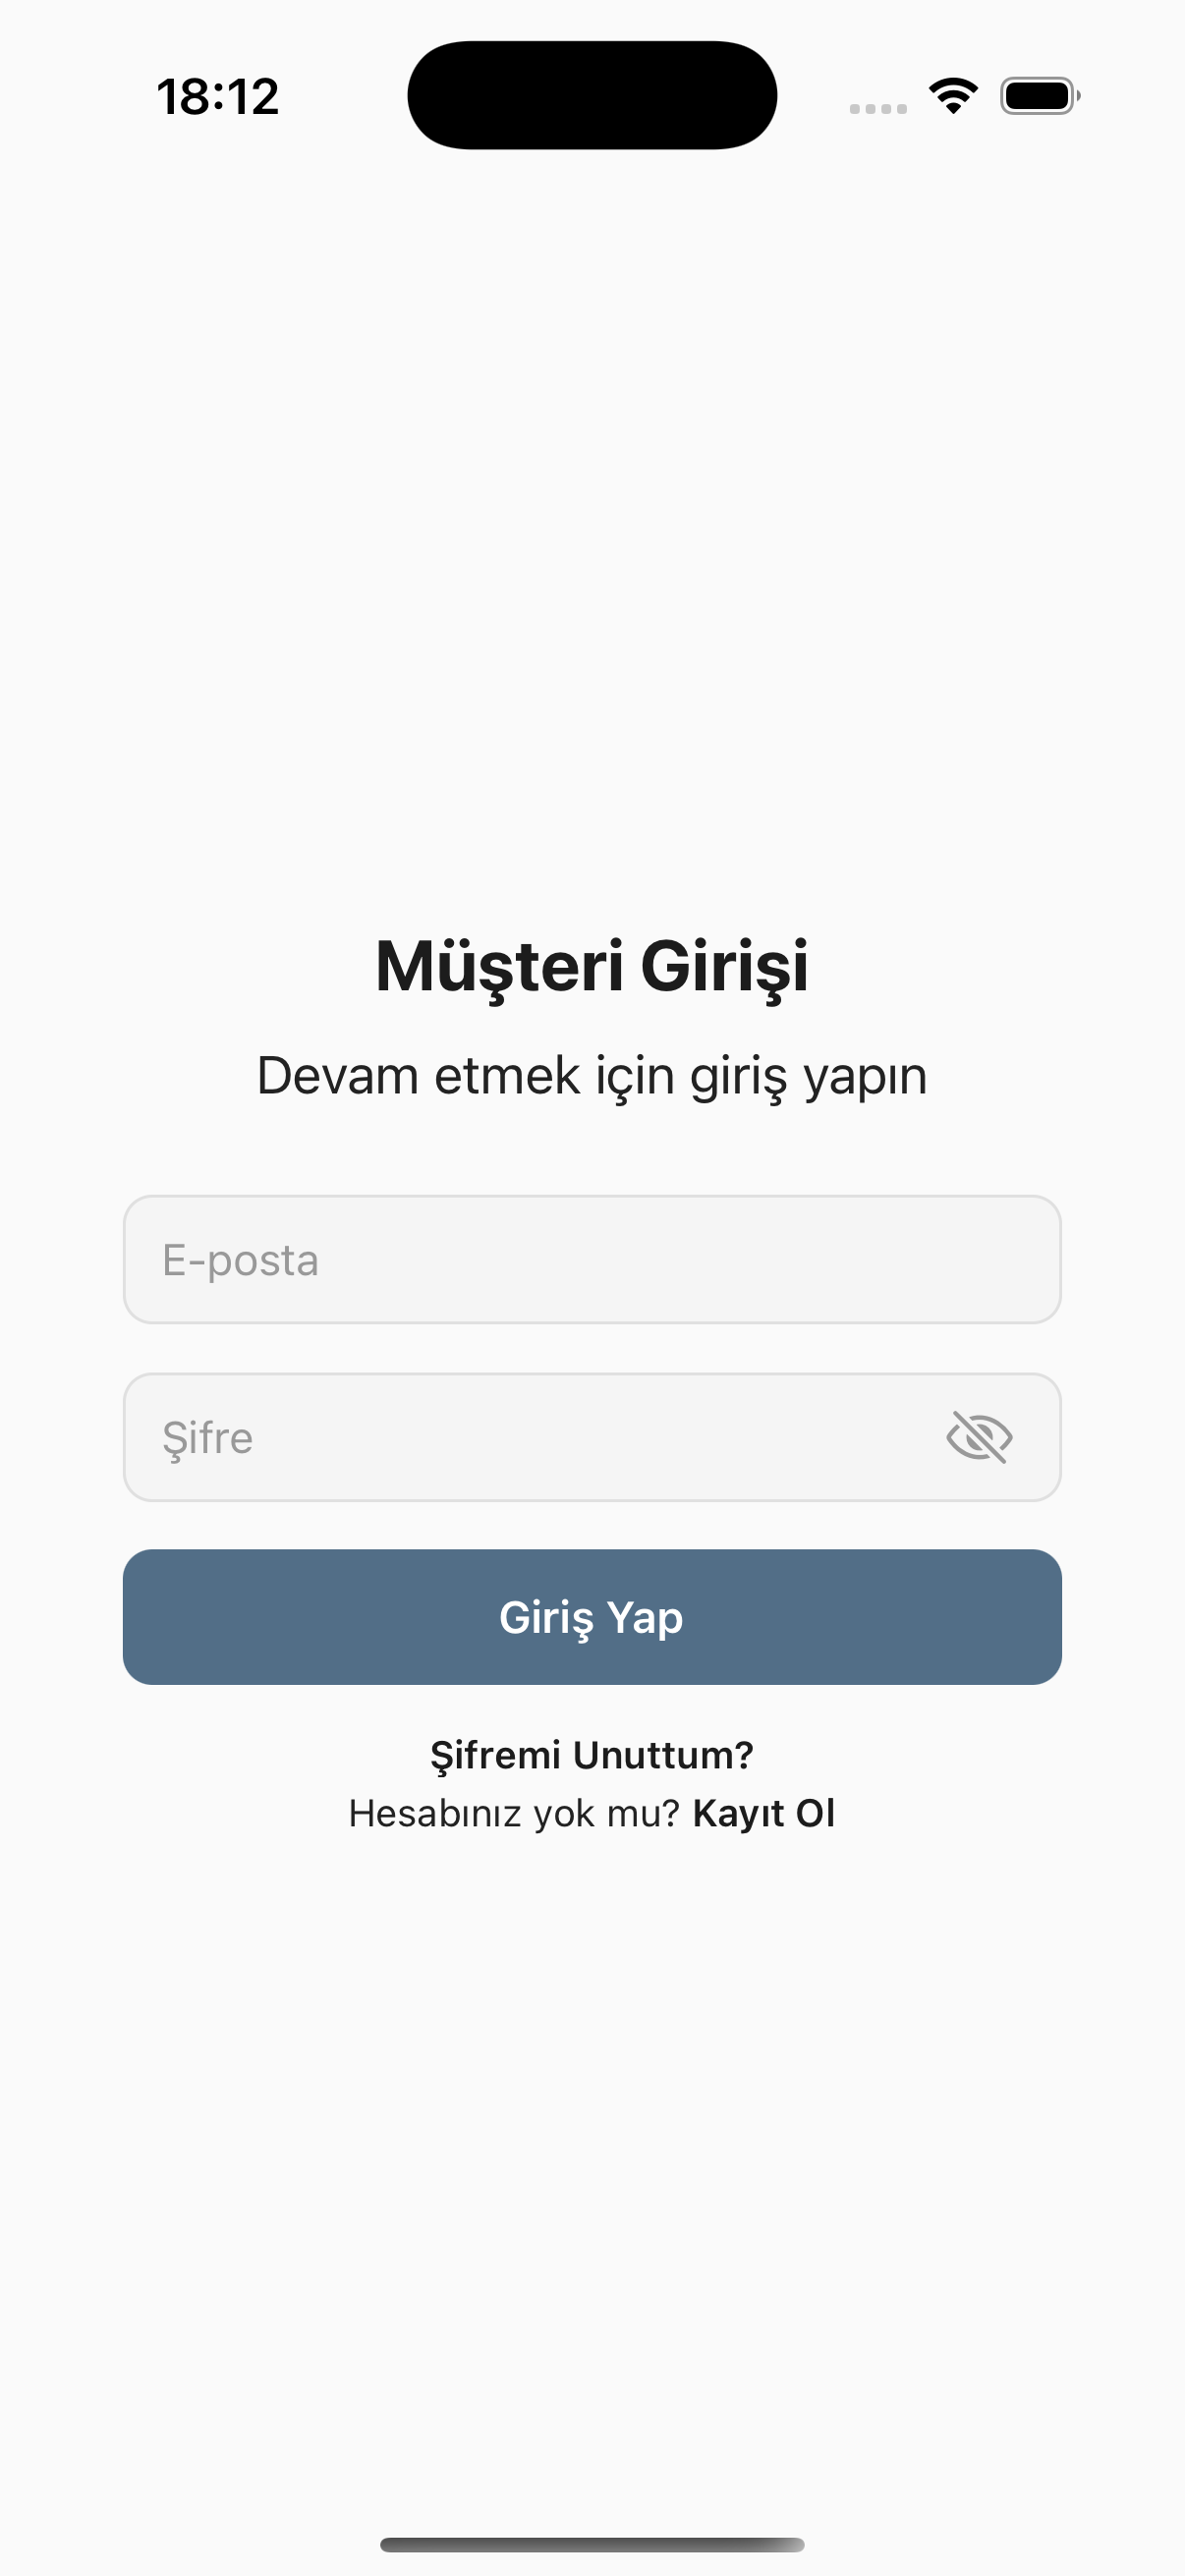 18:12
Müşteri Girişi
Devam etmek için giriş yapın
E-posta
Şifre
Giriş Yap
Şifremi Unuttum?
Hesabınız yok mu? Kayıt Ol